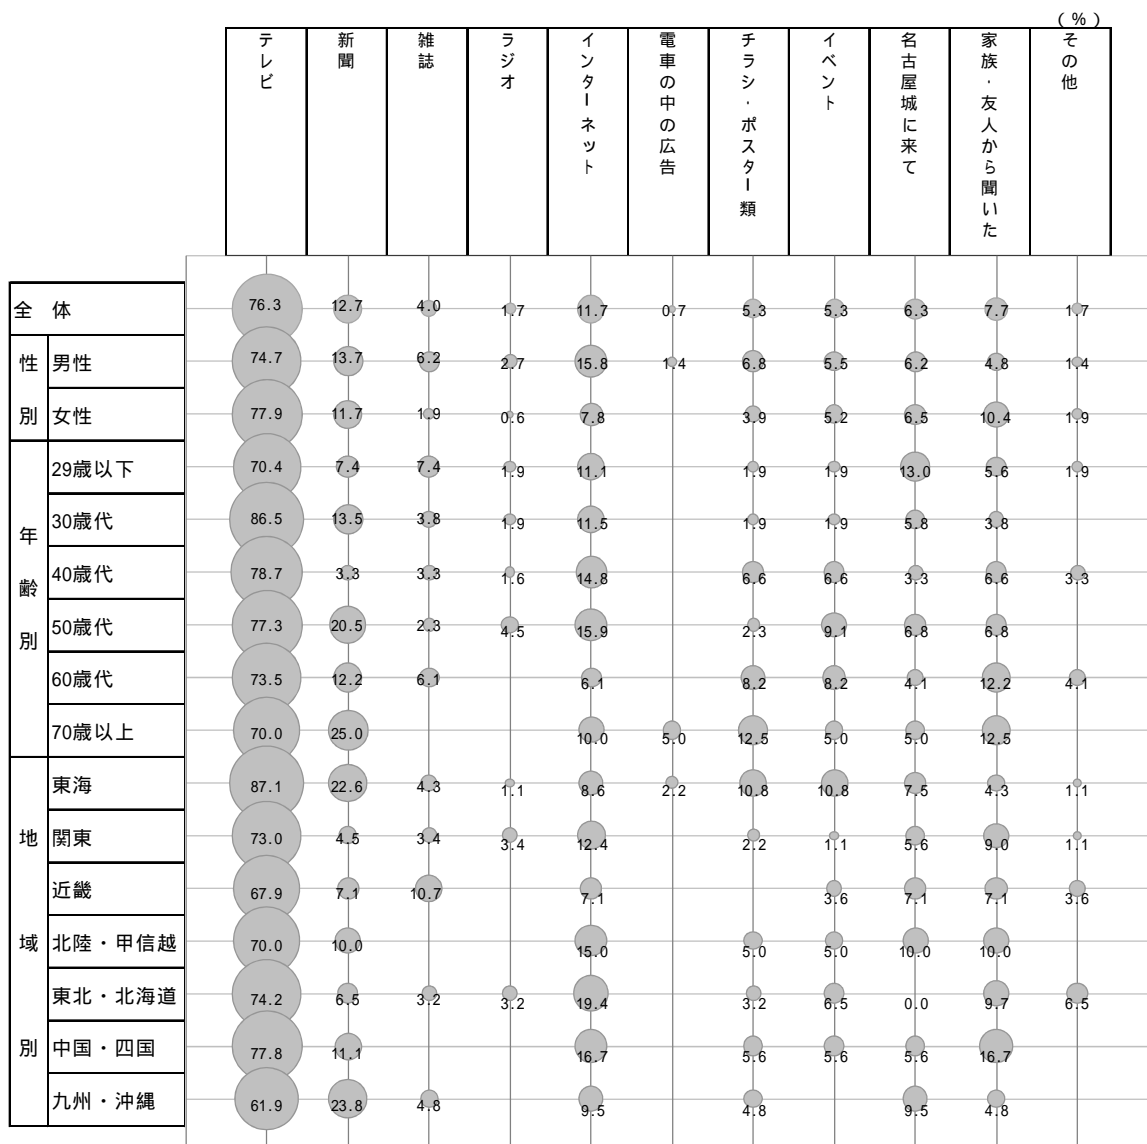 (%)
テレビ
新聞
雑誌
ラジオ
インターネット
電車の中の広告
チラシ・ポスター類
イベント
名古屋城に来て
家族・友人から聞いた
その他
全体 76.3 12.7 4.0 1.7 11.7 0.7 5.3 5.3 6.3 7.7 1.7
性別
男性 74.7 13.7 6.2 2.7 15.8 1.4 6.8 5.5 6.2 4.8 1.4
女性 77.9 11.7 1.9 0.6 7.8 3.9 5.2 6.5 10.4 1.9
年齢別
29歳以下 70.4 7.4 7.4 1.9 11.1 1.9 1.9 13.0 5.6 1.9
30歳代 86.5 13.5 3.8 1.9 11.5 1.9 1.9 5.8 3.8
40歳代 78.7 3.3 3.3 1.6 14.8 6.6 6.6 3.3 6.6 3.3
50歳代 77.3 20.5 2.3 4.5 15.9 2.3 9.1 6.8 6.8
60歳代 73.5 12.2 6.1 6.1 8.2 8.2 4.1 12.2 4.1
70歳以上 70.0 25.0 10.0 5.0 12.5 5.0 5.0 12.5
地域別
東海 87.1 22.6 4.3 1.1 8.6 2.2 10.8 10.8 7.5 4.3 1.1
関東 73.0 4.5 3.4 3.4 12.4 2.2 1.1 5.6 9.0 1.1
近畿 67.9 7.1 10.7 7.1 3.6 7.1 7.1 3.6
北陸・甲信越 70.0 10.0 15.0 5.0 5.0 10.0 10.0
東北・北海道 74.2 6.5 3.2 3.2 19.4 3.2 6.5 0.0 9.7 6.5
中国・四国 77.8 11.1 16.7 5.6 5.6 5.6 16.7
九州・沖縄 61.9 23.8 4.8 9.5 4.8 9.5 4.8